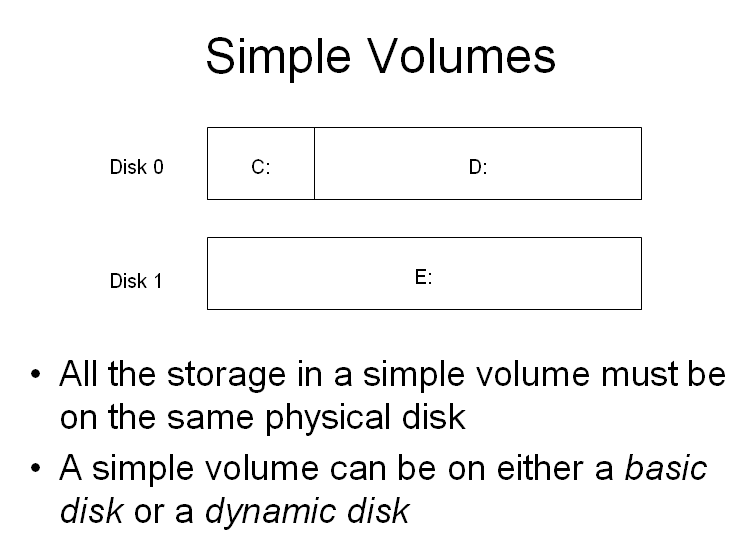 Simple Volumes
Disk 0
C:
D:
Disk 1
E:
• All the storage in a simple volume must be
on the same physical disk
• A simple volume can be on either a basic
disk or a dynamic disk